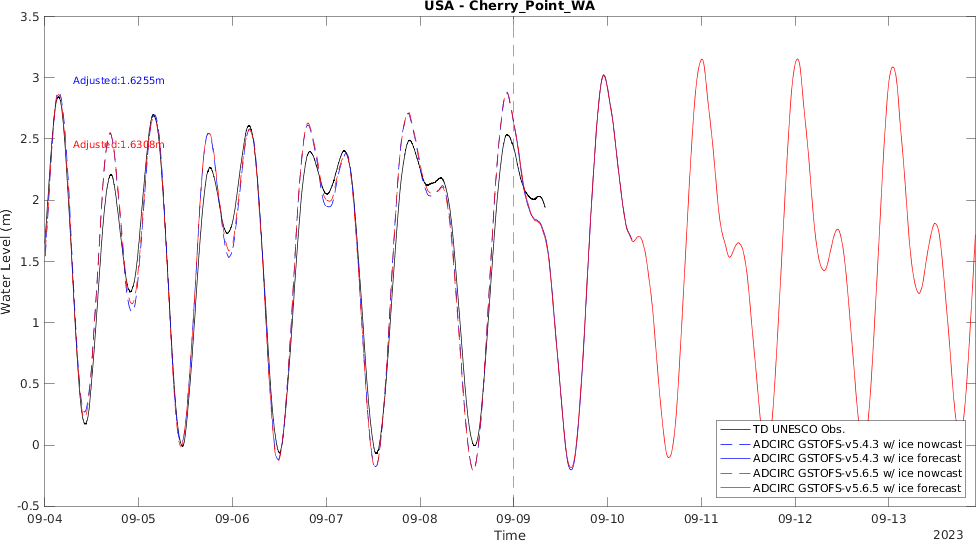 USA - Cherry_Point_WA
Adjusted:1.6255m
Adjusted:1.6308m
Water Level (m)
3.5
3
2.5
2
1.5
1
0.5
0
-0.5
09-04 09-05 09-06 09-07 09-08 09-09 09-10 09-11 09-12 09-13
Time
2023
TD UNESCO Obs.
ADCIRC GSTOFS-v5.4.3 w/ ice nowcast
ADCIRC GSTOFS-v5.4.3 w/ ice forecast
ADCIRC GSTOFS-v5.6.5 w/ ice nowcast
ADCIRC GSTOFS-v5.6.5 w/ ice forecast